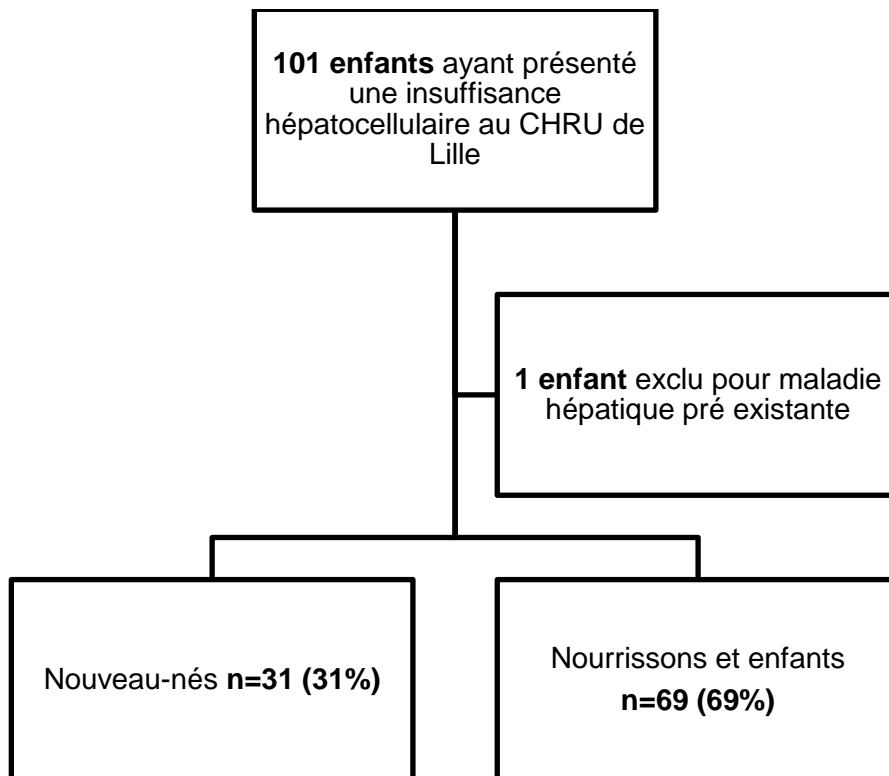 101 enfants ayant présenté
une insuffisance
hépatocellulaire au CHRU de
Lille
1 enfant exclu pour maladie
hépatique pré existante
Nouveau-nés n=31 (31%)
Nourrissons et enfants
n=69 (69%)